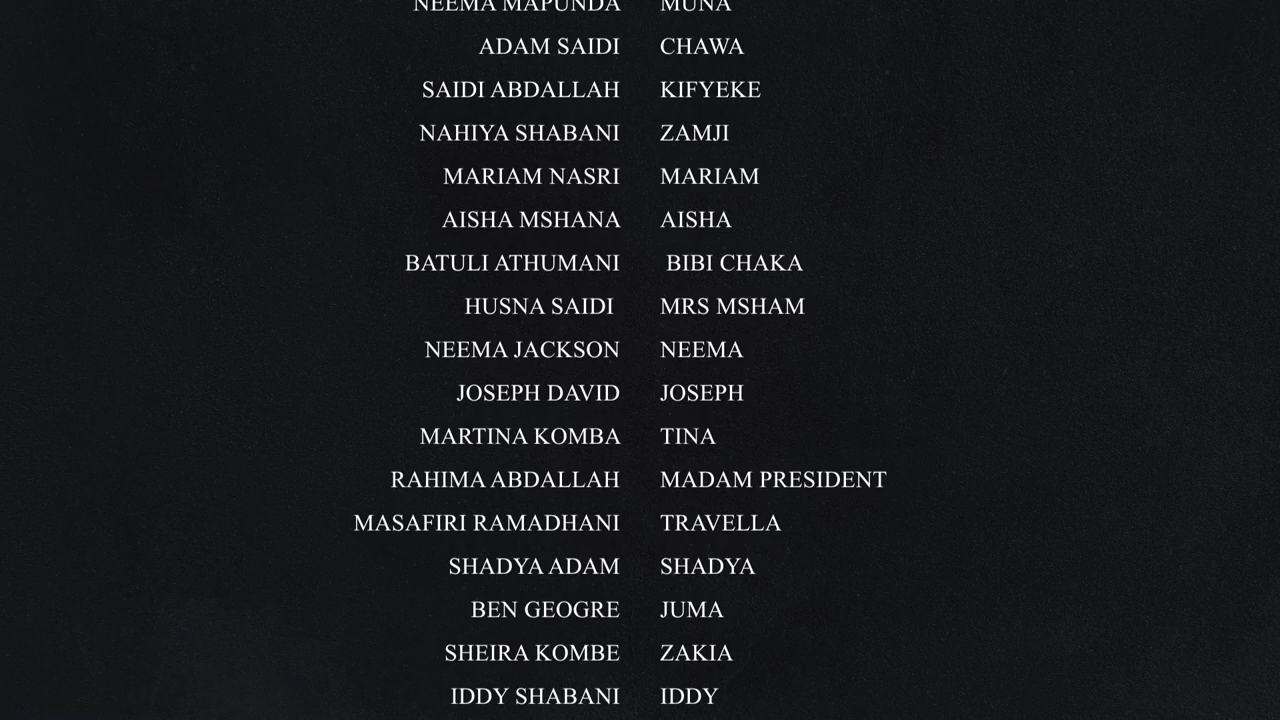 NEEMA MAPUNDA MUNA
ADAM SAIDI CHAWA
SAIDI ABDALLAH KIFYEKE
NAHIYA SHABANI ZAMJI
MARIAM NASRI MARIAM
AISHA MSHANA AISHA
BATULI ATHUMANI BIBI CHAKA
HUSNA SAIDI MRS MSHAM
NEEMA JACKSON NEEMA
JOSEPH DAVID JOSEPH
MARTINA KOMBA TINA
RAHIMA ABDALLAH MADAM PRESIDENT
MASAFIRI RAMADHANI TRAVELLA
SHADYA ADAM SHADYA
BEN GEOGRE JUMA
SHEIRA KOMBE ZAKIA
IDDY SHABANI IDDY